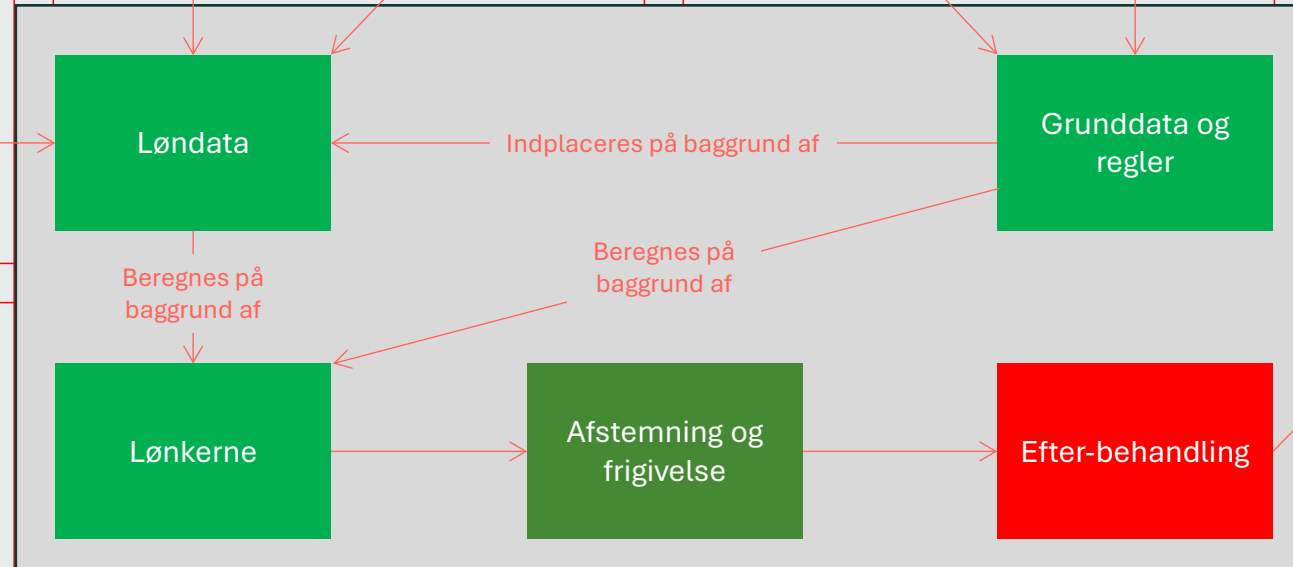 Løndata
Indplaceres på baggrund af
Grunddata og
regler
Beregnes på
baggrund af
Beregnes på
baggrund af
Lønkerne
Afstemning og
frigivelse
Efter-behandling